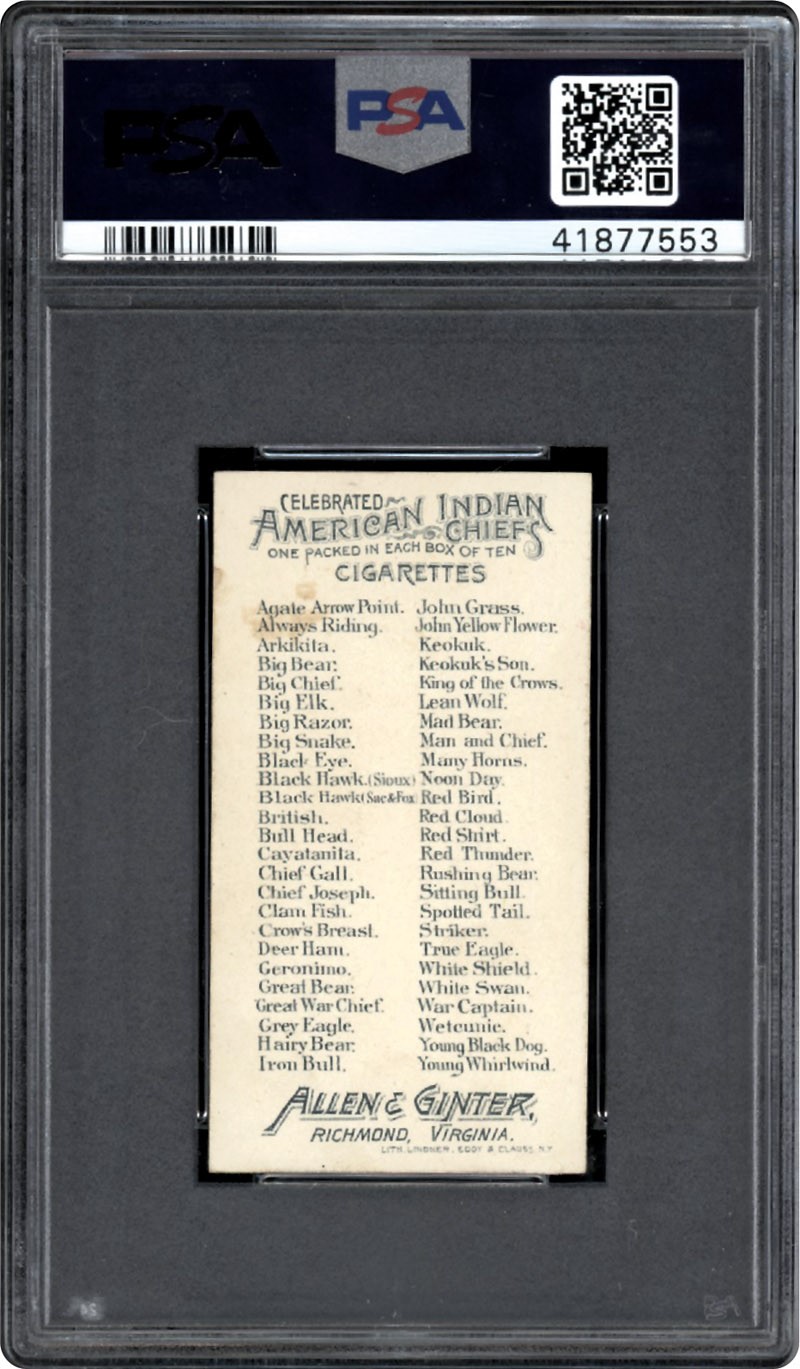 PSA
PSA
41877553
CELEBRATED
AMERICAN INDIAN
CHIEFS
ONE PACKED IN EACH BOX OF TEN
CIGARETTES
Agate Arrow Point.
Always Riding.
Arkikita.
Big Bear.
Big Chief.
Big Elk.
Big Razor.
Big Snake.
Black Eye.
Black Hawk.(Sioux)
Black Hawk(Sac&Fox
British.
Bull Head.
Cayatanita.
Chief Gall.
Chief Joseph.
Clam Fish.
Crow's Breast.
Deer Ham.
Geronimo.
Great Bear.
Great War Chief.
Grey Eagle.
Hairy Bear.
Iron Bull.
John Grass.
John Yellow Flower.
Keokuk.
Keokuk's Son.
King of the Crows.
Lean Wolf.
Mad Bear.
Man and Chief.
Many Horns.
Noon Day.
Red Bird.
Red Cloud.
Red Shirt.
Red Thunder.
Rushing Bear.
Sitting Bull.
Spotted Tail.
Striker.
True Eagle.
White Shield.
White Swan.
War Captain.
Wetcunie.
Young Black Dog.
Young Whirlwind.
ALLEN & GINTER,
RICHMOND, VIRGINIA.
LITH. LINDNER, EDDY & CLAUSS, N.Y.